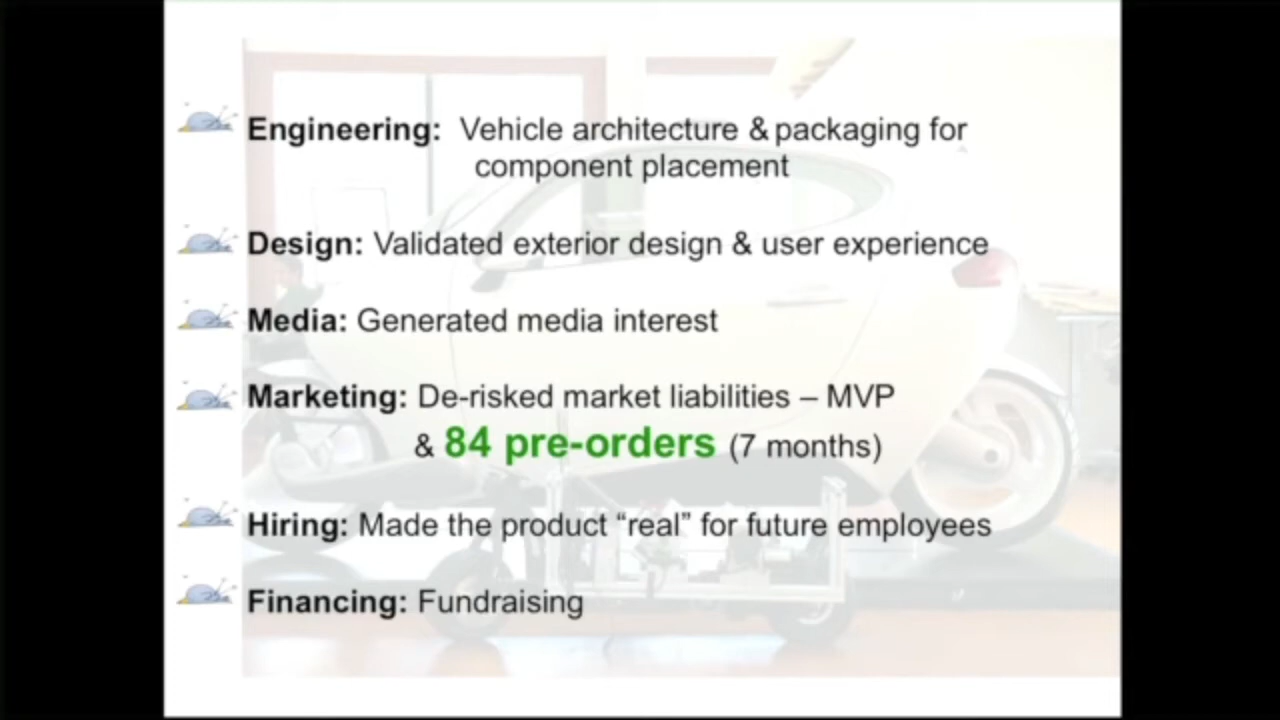 Engineering: Vehicle architecture & packaging for
component placement
Design: Validated exterior design & user experience
Media: Generated media interest
Marketing: De-risked market liabilities – MVP
& 84 pre-orders (7 months)
Hiring: Made the product “real” for future employees
Financing: Fundraising